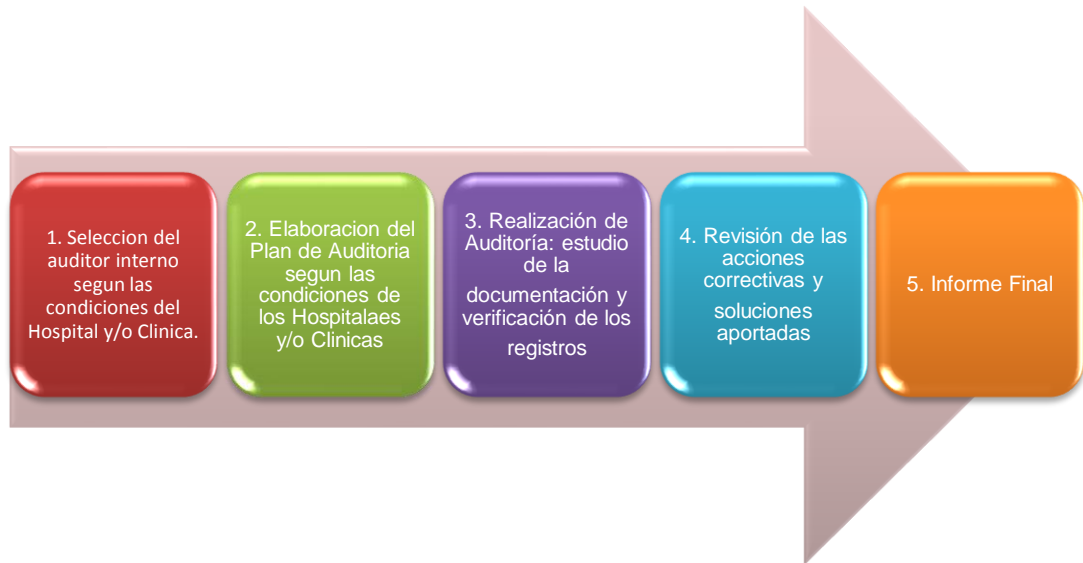 1. Seleccion del
auditor interno
segun las
condiciones del
Hospital y/o Clinica.
2. Elaboracion del
Plan de Auditoria
segun las
condiciones de
los Hospitalaes
y/o Clinicas
3. Realización de
Auditoría: estudio
de la
documentación y
verificación de los
registros
4. Revisión de las
acciones
correctivas y
soluciones
aportadas
5. Informe Final